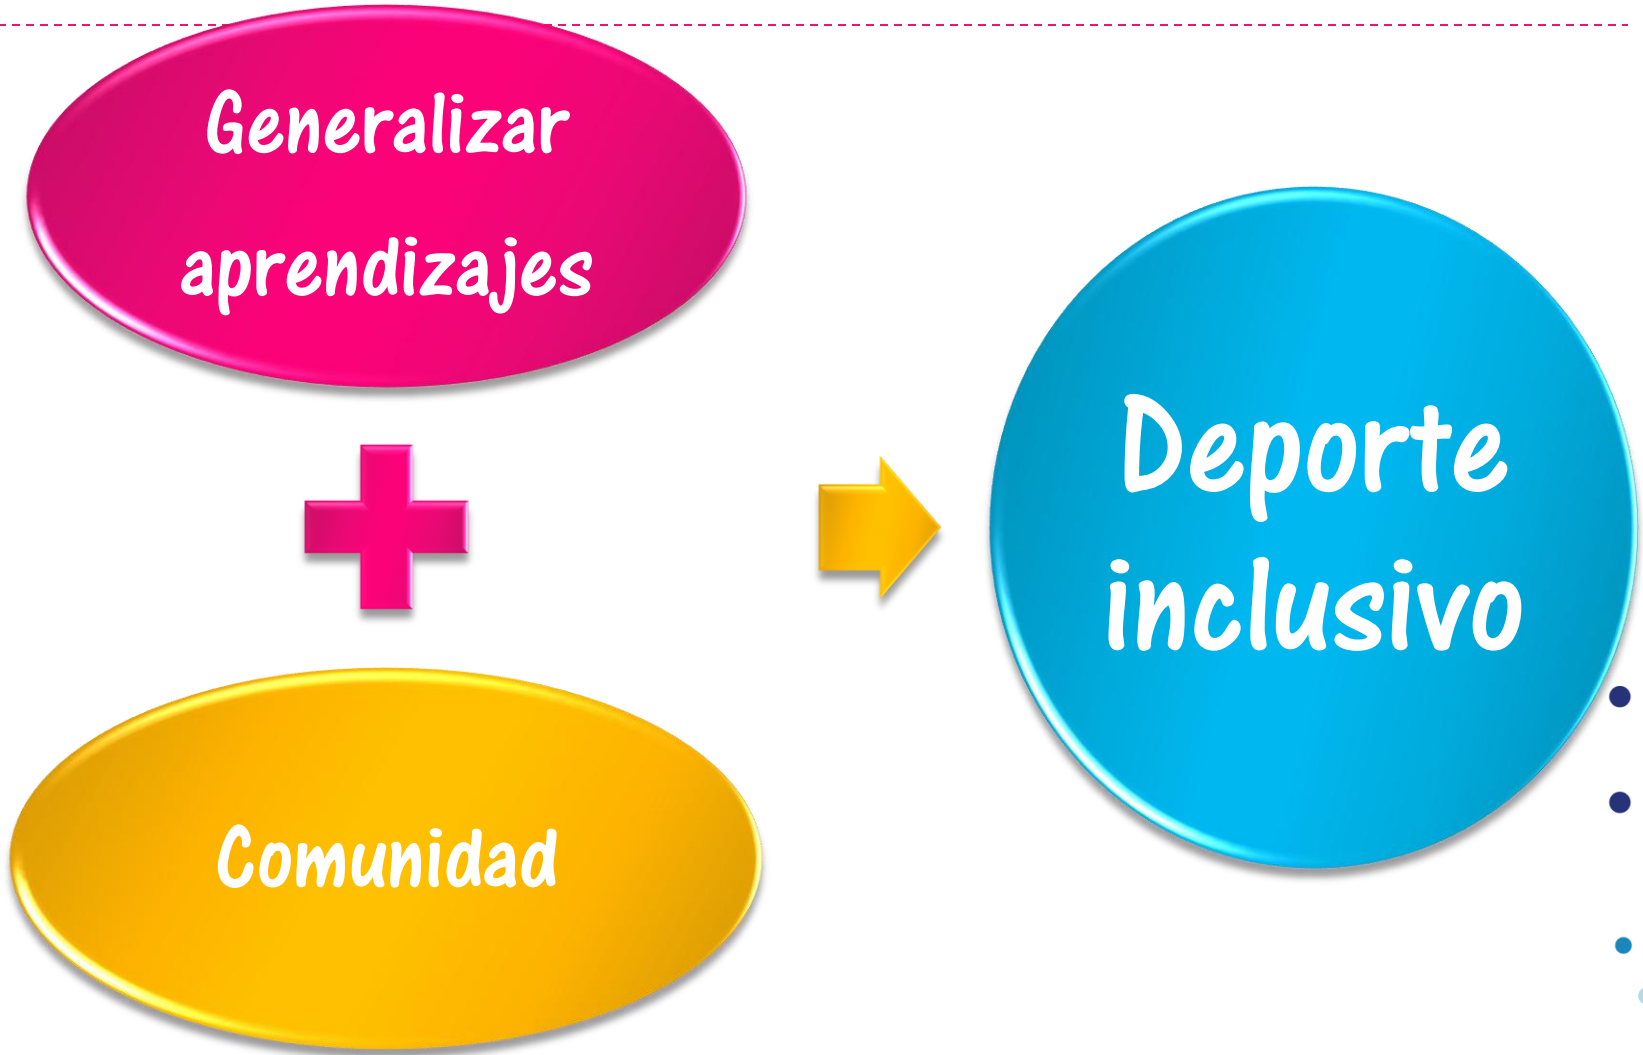 Generalizar
aprendizajes
Comunidad
Deporte
inclusivo